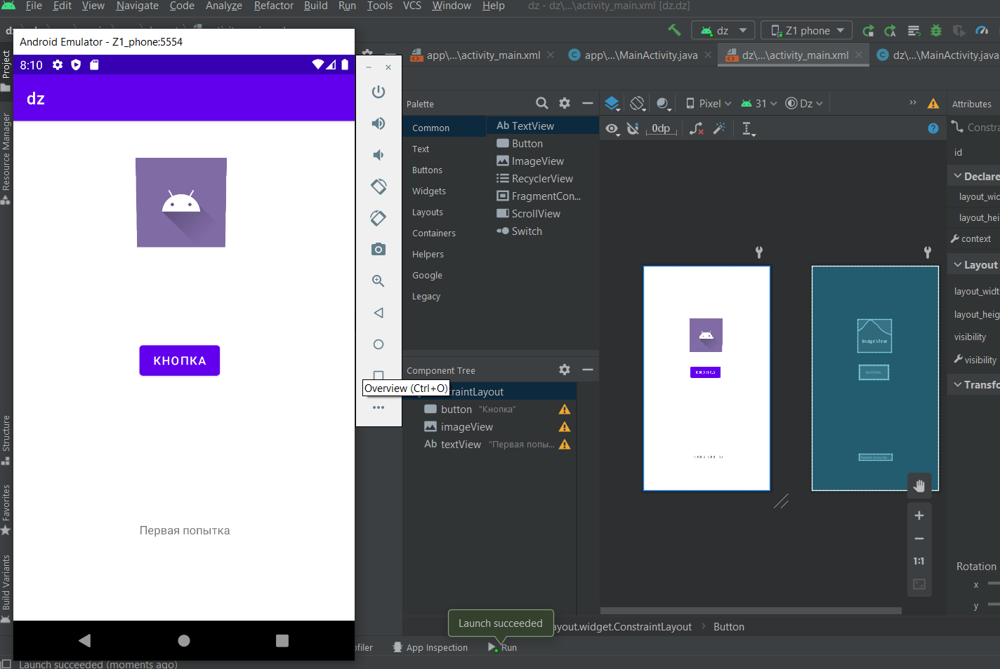 File Edit View Navigate Code Analyze Refactor Build Run Tools VCS Window Help dz - dz\...\activity_main.xml [dz.dz]
dz Z1 phone
Android Emulator - Z1_phone:5554
app\...\activity_main.xml app\...\MainActivity.java dz\...\activity_main.xml dz\...\MainActivity.java
8:10
dz
КНОПКА
Первая попытка
Overview (Ctrl+O)
Project
Resource Manager
Structure
Favorites
Build Variants
Palette
Common
Text
Buttons
Widgets
Layouts
Containers
Helpers
Google
Legacy
Ab TextView
Button
ImageView
RecyclerView
FragmentCon...
ScrollView
Switch
Component Tree
raintLayout
button "Кнопка"
imageView
Ab textView "Первая попы...
Pixel 31 Dz
0dp
КНОПКА
ImageView
КНОПКА
Первая попытка
1:1
Attributes
Constra
id
Declare
layout_wid
layout_hei
context
Layout
layout_widt
layout_heig
visibility
visibility
Transfo
Rotation
x
y
Launch succeeded
ayout.widget.ConstraintLayout Button
ofiler App Inspection Run
Launch succeeded (moments ago)